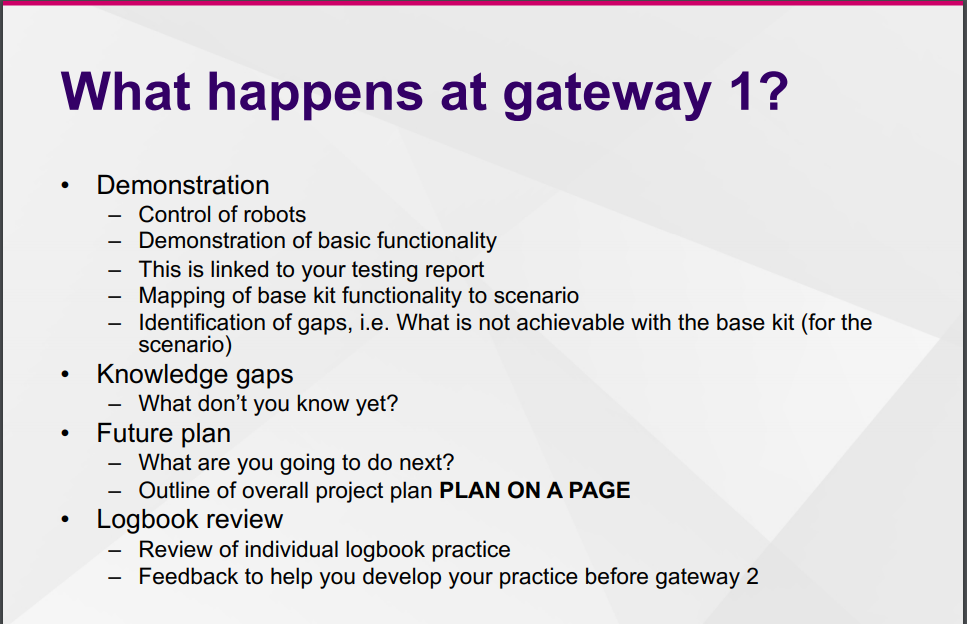 What happens at gateway 1?
• Demonstration
– Control of robots
– Demonstration of basic functionality
– This is linked to your testing report
– Mapping of base kit functionality to scenario
– Identification of gaps, i.e. What is not achievable with the base kit (for the
scenario)
• Knowledge gaps
– What don’t you know yet?
• Future plan
– What are you going to do next?
– Outline of overall project plan PLAN ON A PAGE
• Logbook review
– Review of individual logbook practice
– Feedback to help you develop your practice before gateway 2